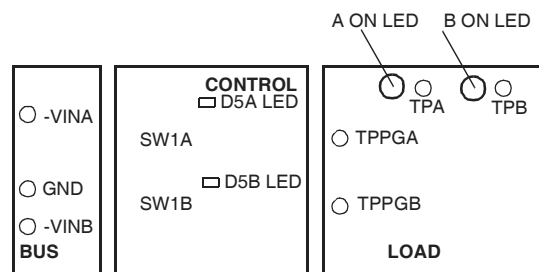 A ON LED
B ON LED
-VINA
GND
-VINB
BUS
CONTROL
D5A LED
SW1A
D5B LED
SW1B
TPA
TPB
TPPGA
TPPGB
LOAD